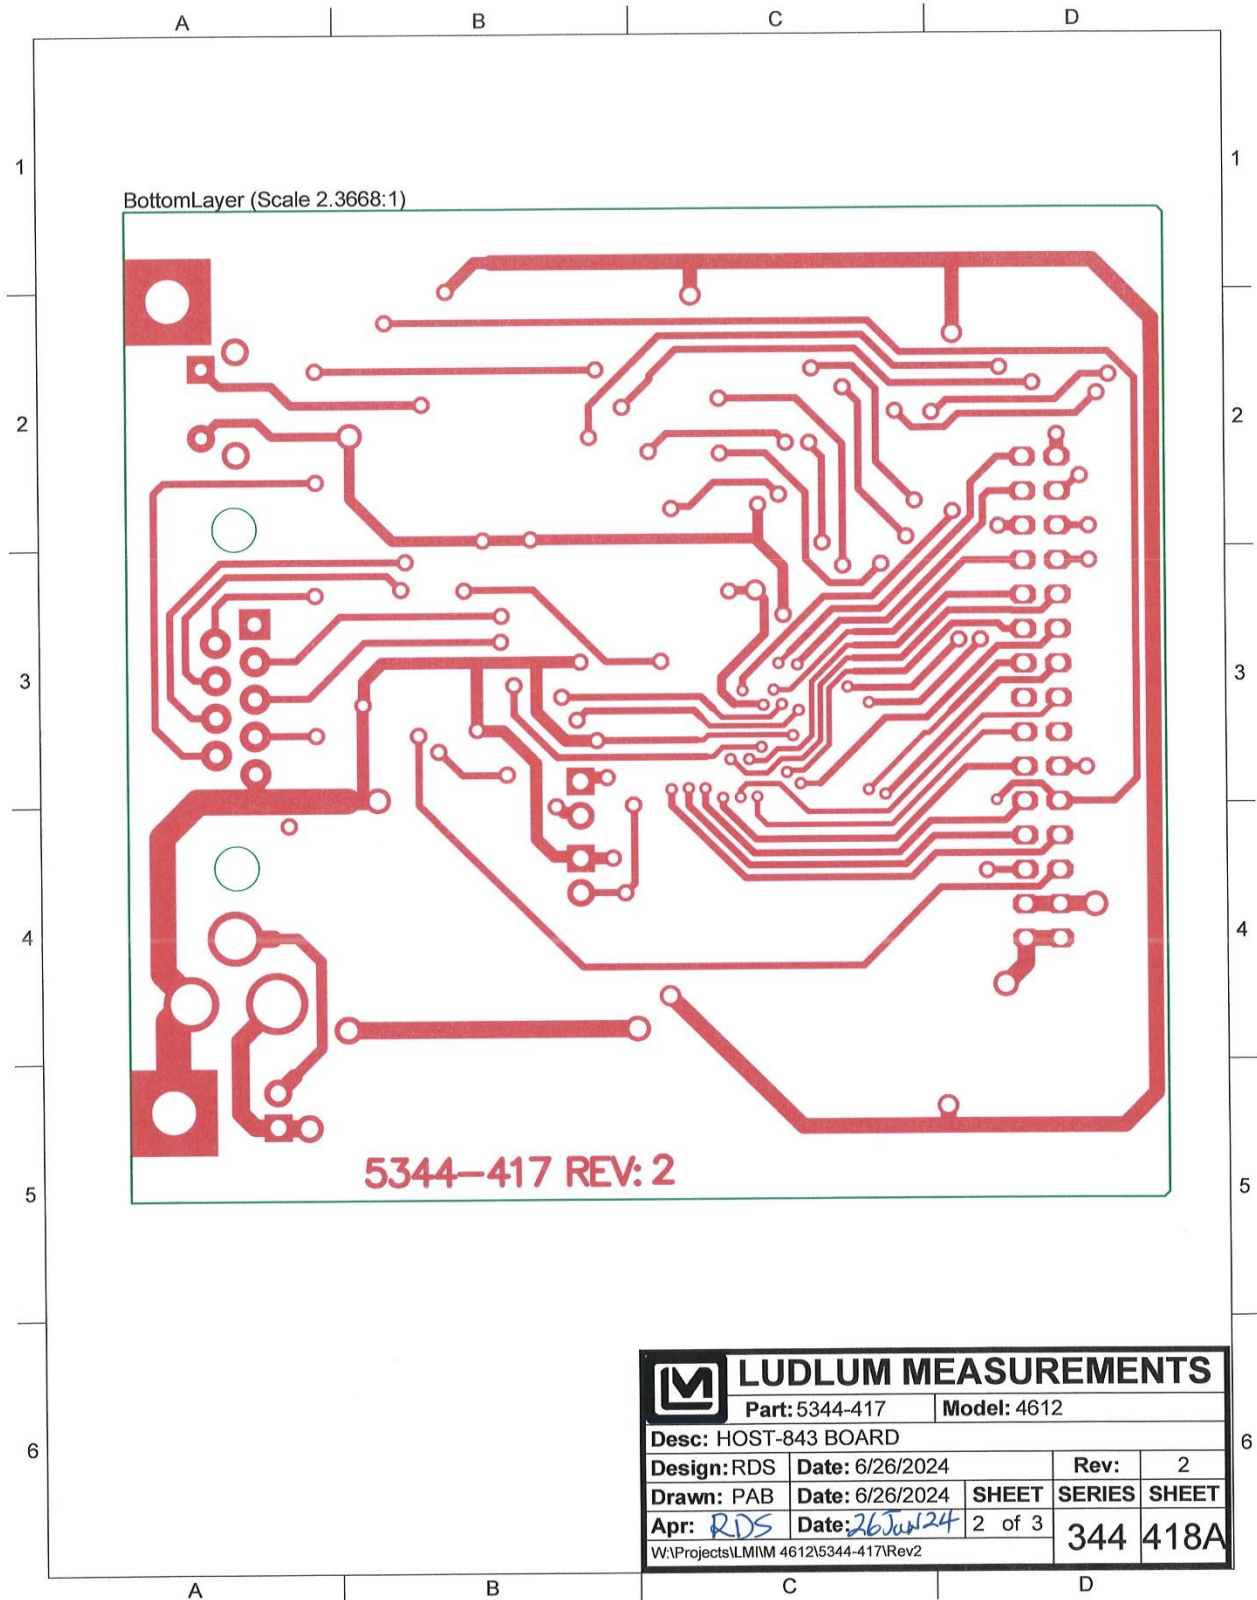 A B C D
1 1
BottomLayer (Scale 2.3668:1)
2 2
3 3
4 4
5344-417 REV: 2
5 5
LM LUDLUM MEASUREMENTS
Part: 5344-417 Model: 4612
Desc: HOST-843 BOARD
6 6
Design: RDS Date: 6/26/2024 Rev: 2
Drawn: PAB Date: 6/26/2024 SHEET SERIES SHEET
Apr: RDS Date: 26Jun24 2 of 3 344 418A
W:\Projects\LMI\M 4612\5344-417\Rev2
A B C D